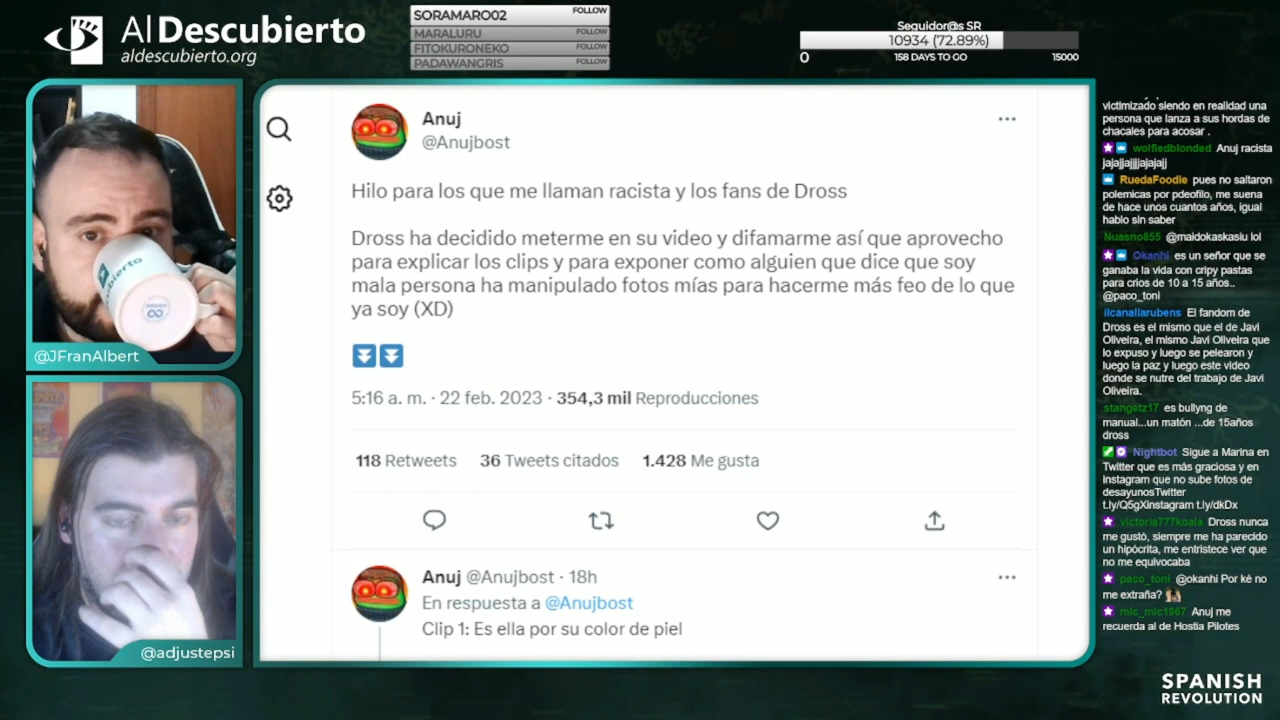 Al Descubierto
aldescubierto.org
SORAMARO02 FOLLOW
MARALURU FOLLOW
FITOKURONEKO FOLLOW
PADAWANGRIS FOLLOW
Seguidor@s SR
10934 (72.89%)
0 158 DAYS TO GO 15000
@JFranAlbert
@adjustepsi
Anuj
@Anujbost
Hilo para los que me llaman racista y los fans de Dross
Dross ha decidido meterme en su video y difamarme así que aprovecho
para explicar los clips y para exponer como alguien que dice que soy
mala persona ha manipulado fotos mías para hacerme más feo de lo que
ya soy (XD)
5:16 a. m. · 22 feb. 2023 · 354,3 mil Reproducciones
118 Retweets 36 Tweets citados 1.428 Me gusta
Anuj @Anujbost · 18h
En respuesta a @Anujbost
Clip 1: Es ella por su color de piel
victimizado siendo en realidad una
persona que lanza a sus hordas de
chacales para acosar .
wolfiedblonded Anuj racista
jajajjajjjjajajajj
RuedaFoodie pues no saltaron
polemicas por pdeofilo, me suena
de hace unos cuantos años, igual
hablo sin saber
Nuasno855 @maidokaskasiu lol
Okanhi es un señor que se
ganaba la vida con cripy pastas
para crios de 10 a 15 años..
@paco_toni
ilcanallarubens El fandom de
Dross es el mismo que el de Javi
Oliveira, el mismo Javi Oliveira que
lo expuso y luego se pelearon y
luego la paz y luego este video
donde se nutre del trabajo de Javi
Oliveira.
stangetz17 es bullyng de
manual...un matón ...de 15años
dross
Nightbot Sigue a Marina en
Twitter que es más graciosa y en
Instagram que no sube fotos de
desayunosTwitter
t.ly/Q5gXinstagram t.ly/dkDx
victoria777koala Dross nunca
me gustó, siempre me ha parecido
un hipócrita, me entristece ver que
no me equivocaba
paco_toni @okanhi Por ké no
me extraña?
mic_mic1967 Anuj me
recuerda al de Hostia Pilotes
SPANISH
REVOLUTION